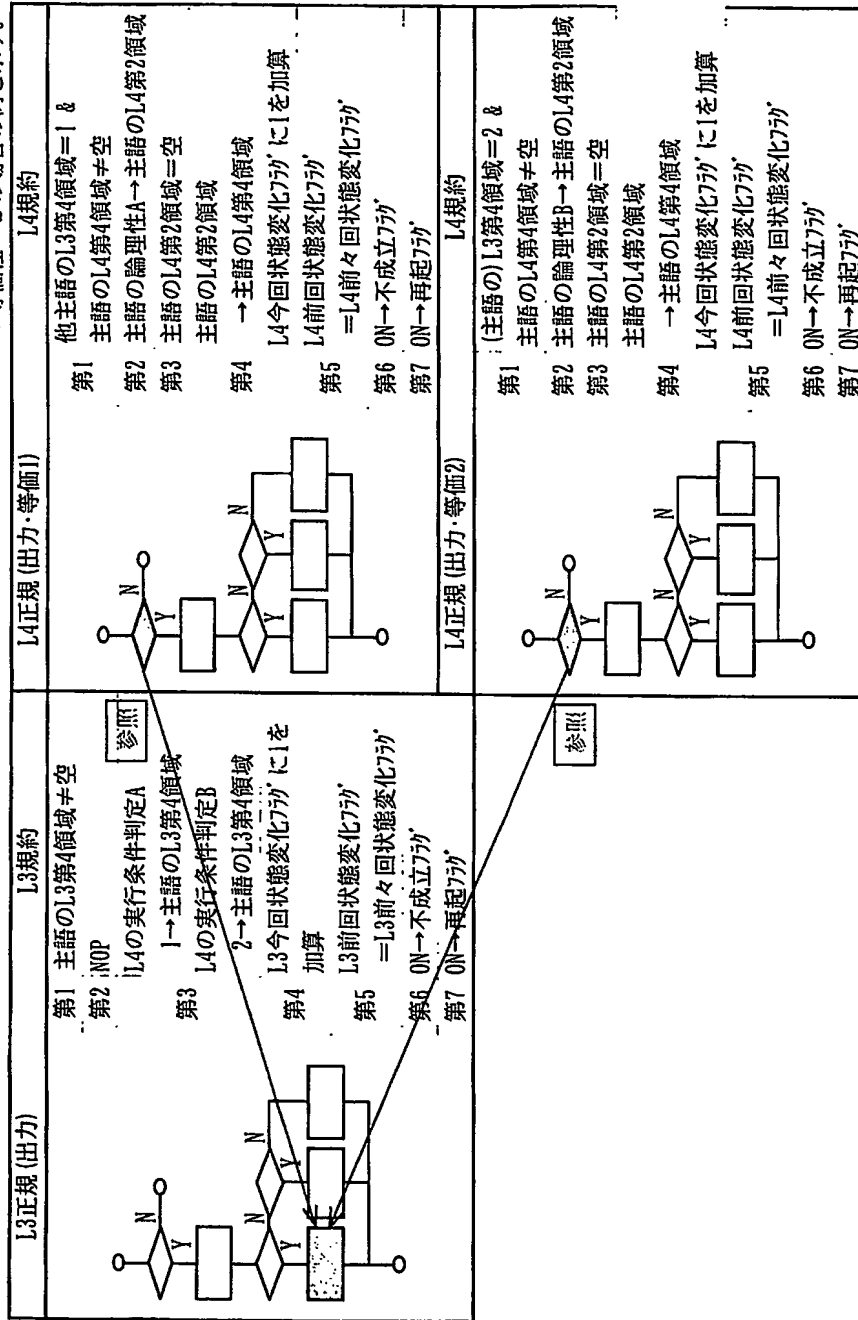 L3正規(出力)
L3規約
第1 主語のL3第4領域≠空
第2 NOP
L4の実行条件判定A
1→主語のL3第4領域
第3 L4の実行条件判定B
2→主語のL3第4領域
L3今回状態変化フラグに1を
第4 加算
L3前回状態変化フラグ
第5 =L3前々回状態変化フラグ
第6 ON→不成立フラグ
第7 ON→再起フラグ
N
Y
N
N
Y
Y
参照
参照
L4正規(出力・等価1)
L4規約
他主語のL3第4領域=1 &
第1 主語のL4第4領域≠空
第2 主語の論理性A→主語のL4第2領域
第3 主語のL4第2領域=空
主語のL4第2領域
第4 →主語のL4第4領域
L4今回状態変化フラグに1を加算
L4前回状態変化フラグ
第5 =L4前々回状態変化フラグ
第6 ON→不成立フラグ
第7 ON→再起フラグ
N
Y
N
N
Y
Y
L4正規(出力・等価2)
L4規約
(主語の)L3第4領域=2 &
第1 主語のL4第4領域≠空
第2 主語の論理性B→主語のL4第2領域
第3 主語のL4第2領域=空
主語のL4第2領域
第4 →主語のL4第4領域
L4今回状態変化フラグに1を加算
L4前回状態変化フラグ
第5 =L4前々回状態変化フラグ
第6 ON→不成立フラグ
第7 ON→再起フラグ
N
Y
N
N
Y
Y